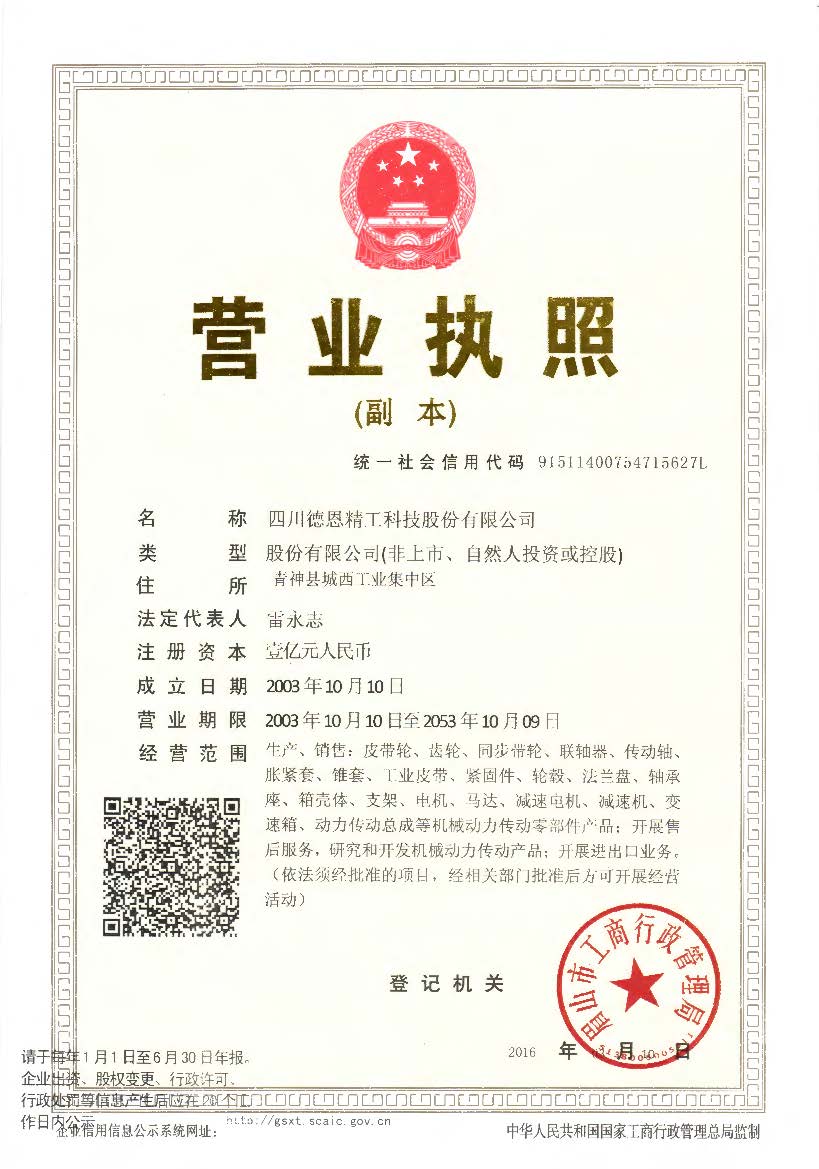 营业执照
(副 本)
统一社会信用代码 91511400754715627L
名 称 四川德恩精工科技股份有限公司
类 型 股份有限公司(非上市、自然人投资或控股)
住 所 青神县城西工业集中区
法定代表人 雷永志
注册资本 壹亿元人民币
成立日期 2003年10月10日
营业期限 2003年10月10日至2053年10月09日
经营范围 生产、销售：皮带轮、齿轮、同步带轮、联轴器、传动轴、
胀紧套、锥套、工业皮带、紧固件、轮毂、法兰盘、轴承
座、箱壳体、支架、电机、马达、减速电机、减速机、变
速箱、动力传动总成等机械动力传动零部件产品；开展售
后服务，研究和开发机械动力传动产品；开展进出口业务。
（依法须经批准的项目，经相关部门批准后方可开展经营
活动）
登记机关
眉山市工商行政管理局
2016 年 月 10 日
请于每年1月1日至6月30日年报。
企业出资、股权变更、行政许可、
行政处罚等信息产生后应在20个工
作日内公示
企业信用信息公示系统网址： http://gsxt.scaic.gov.cn
中华人民共和国国家工商行政管理总局监制